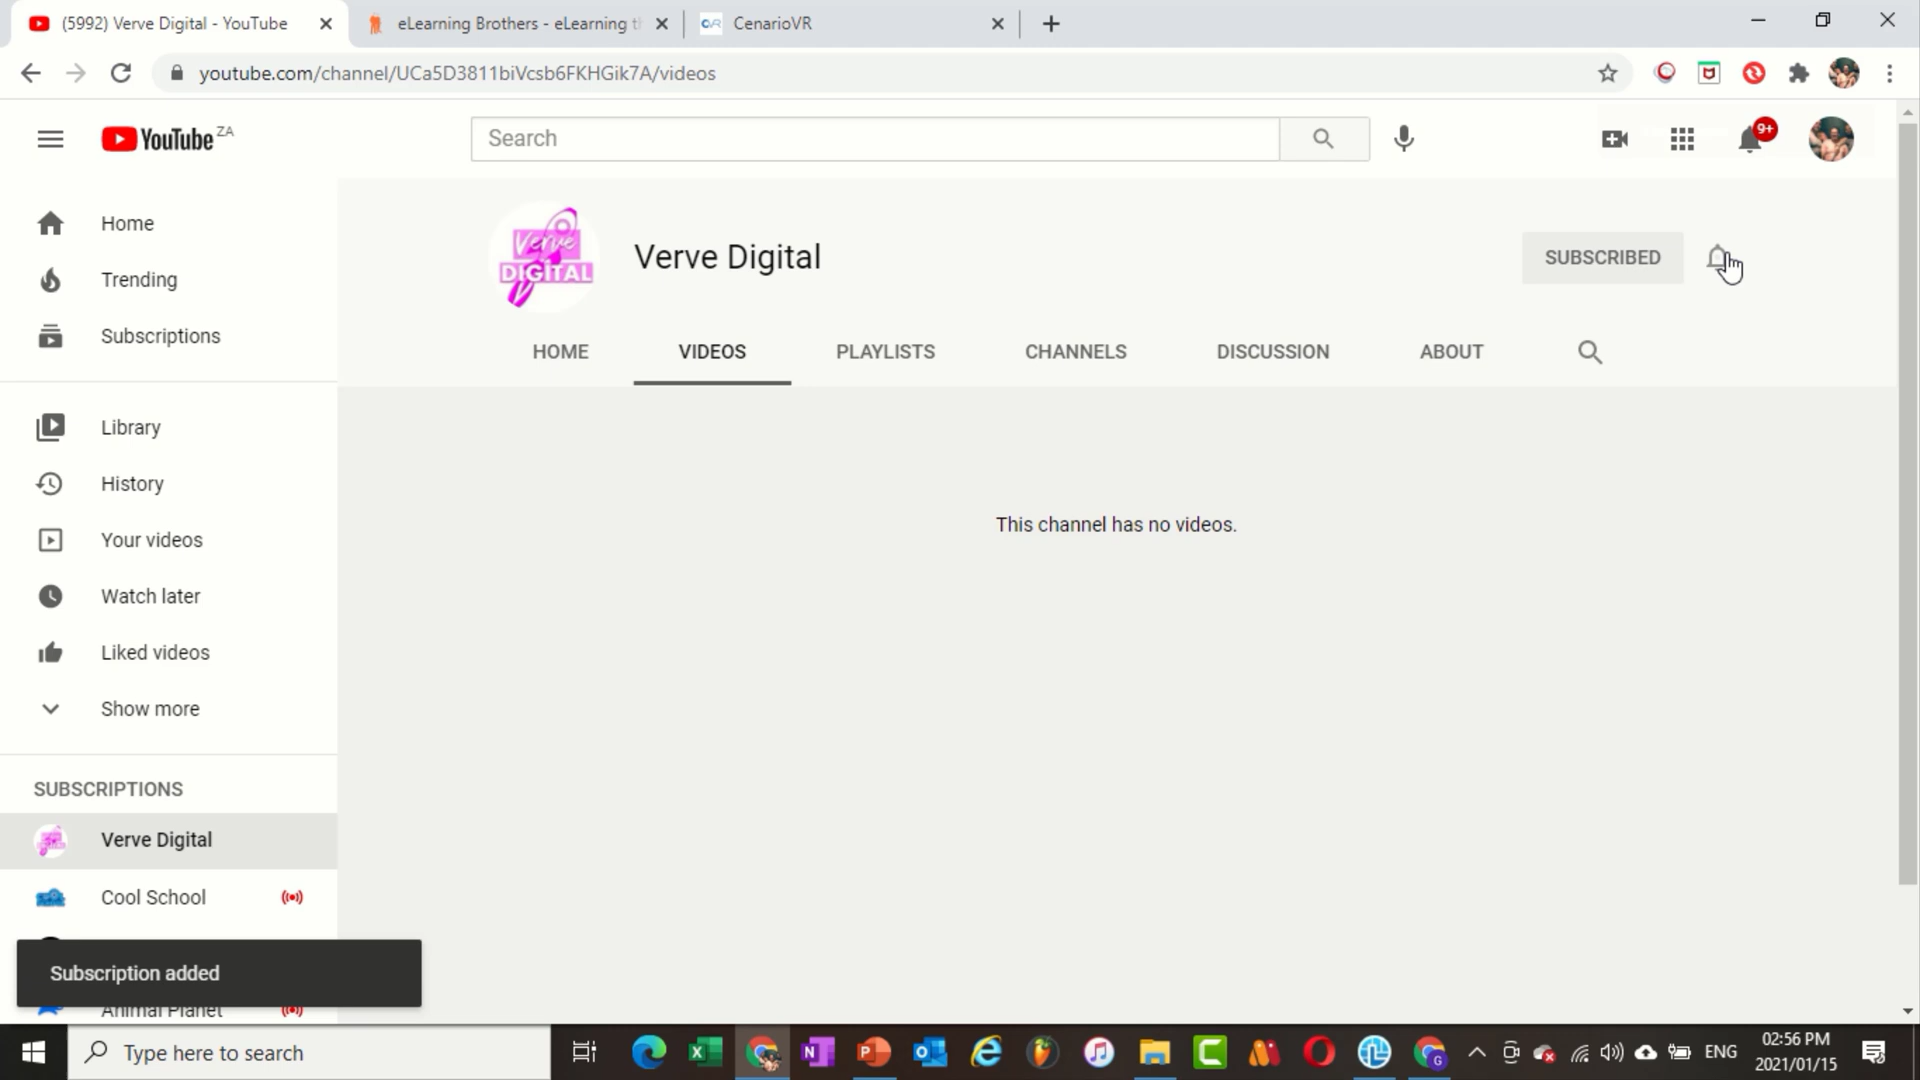 (5992) Verve Digital - YouTube
eLearning Brothers - eLearning t
CenarioVR
youtube.com/channel/UCa5D3811biVcsb6FKHGik7A/videos
YouTube ZA
Search
9+
Home
Trending
Subscriptions
Library
History
Your videos
Watch later
Liked videos
Show more
SUBSCRIPTIONS
Verve Digital
Cool School
Animal Planet
Subscription added
Verve
DIGITAL
Verve Digital
SUBSCRIBED
HOME VIDEOS PLAYLISTS CHANNELS DISCUSSION ABOUT
This channel has no videos.
Type here to search
ENG
02:56 PM
2021/01/15